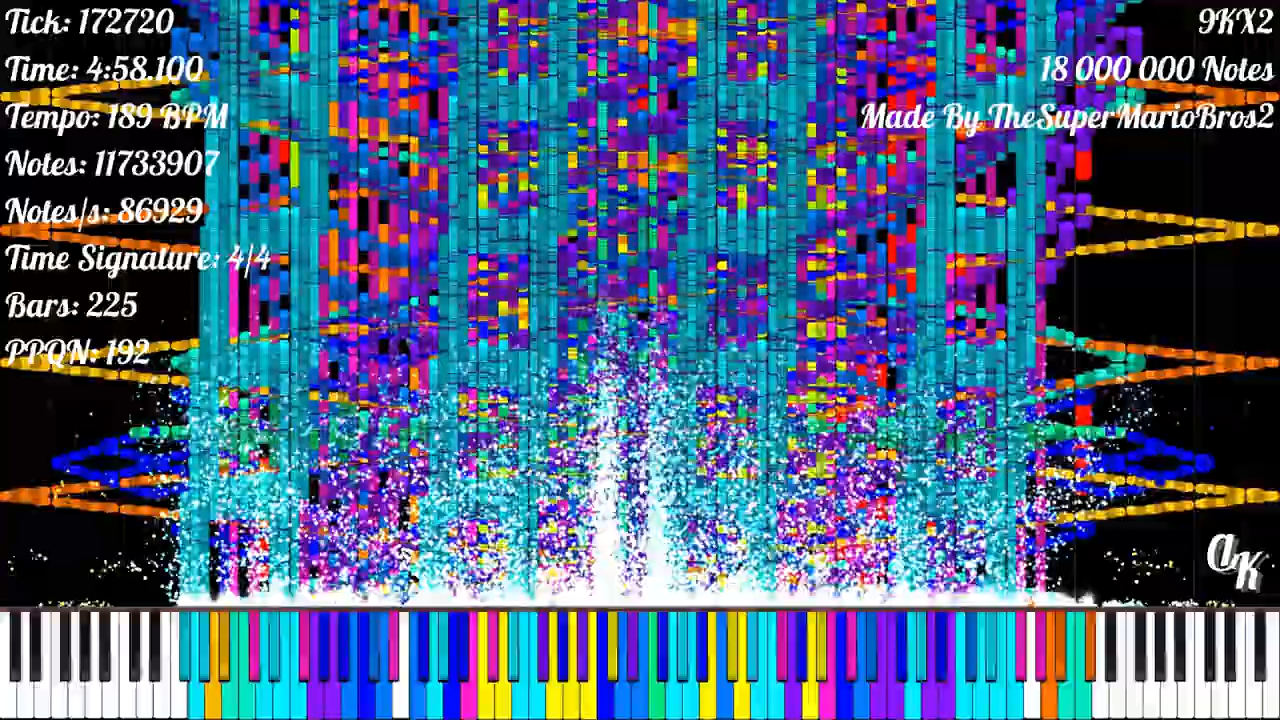 Tick: 172720
Time: 4:58.100
Tempo: 189 BPM
Notes: 11733907
Notes/s: 86929
Time Signature: 4/4
Bars: 225
PPQN: 192
9KX2
18 000 000 Notes
Made By TheSuperMarioBros2
AK